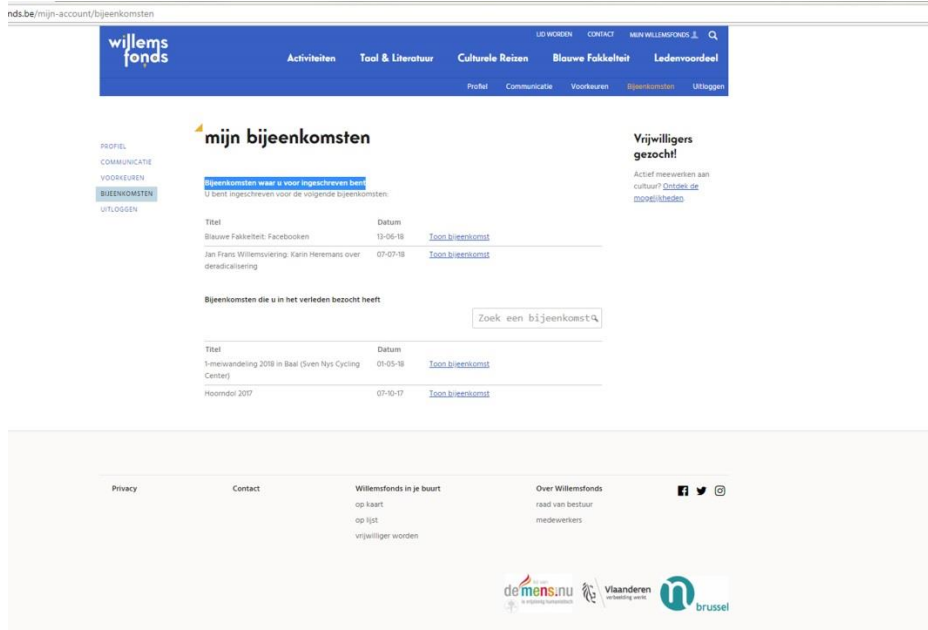 nds.be/mijn-account/bijeenkomsten
willems
fonds
LID WORDEN CONTACT MIJN WILLEMSFONDS
Activiteiten Taal & Literatuur Culturele Reizen Blauwe Fakkelteit Ledenvoordeel
Profiel Communicatie Voorkeuren Bijeenkomsten Uitloggen
PROFIEL
COMMUNICATIE
VOORKEUREN
BIJEENKOMSTEN
UITLOGGEN
mijn bijeenkomsten
Bijeenkomsten waar u voor ingeschreven bent
U bent ingeschreven voor de volgende bijeenkomsten:
Titel Datum
Blauwe Fakkelteit: Facebooken 13-06-18 Toon bijeenkomst
Jan Frans Willemsviering: Karin Heremans over 07-07-18 Toon bijeenkomst
deradicalisering
Bijeenkomsten die u in het verleden bezocht heeft
Zoek een bijeenkomst
Titel Datum
1-meiwandeling 2018 in Baal (Sven Nys Cycling 01-05-18 Toon bijeenkomst
Center)
Hoorndol 2017 07-10-17 Toon bijeenkomst
Vrijwilligers
gezocht!
Actief meewerken aan
cultuur? Ontdek de
mogelijkheden.
Privacy Contact Willemsfonds in je buurt Over Willemsfonds
op kaart raad van bestuur
op lijst medewerkers
vrijwilliger worden
de mens.nu
Vlaanderen
verbeelding werkt
n
brussel